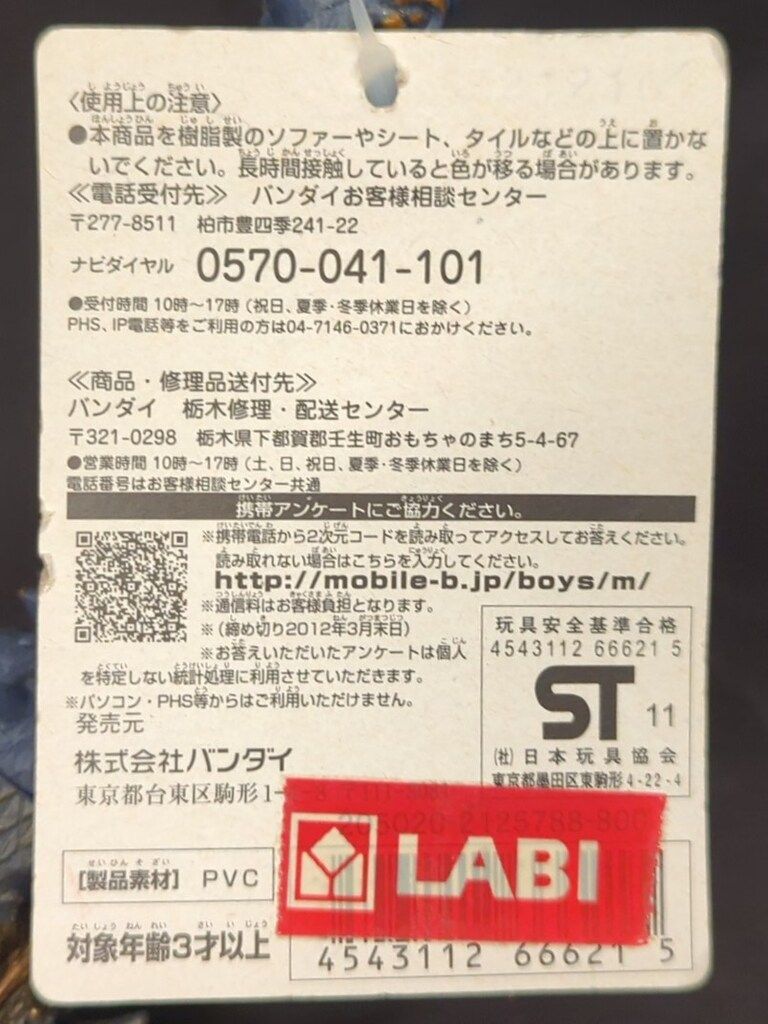 〈使用上の注意〉
●本商品を樹脂製のソファーやシート、タイルなどの上に置かな
いでください。長時間接触していると色が移る場合があります。
≪電話受付先≫ バンダイお客様相談センター
〒277-8511 柏市豊四季241-22
ナビダイヤル 0570-041-101
●受付時間 10時〜17時（祝日、夏季・冬季休業日を除く）
PHS、IP電話等をご利用の方は04-7146-0371におかけください。
≪商品・修理品送付先≫
バンダイ 栃木修理・配送センター
〒321-0298 栃木県下都賀郡壬生町おもちゃのまち5-4-67
●営業時間 10時〜17時（土、日、祝日、夏季・冬季休業日を除く）
電話番号はお客様相談センター共通
携帯アンケートにご協力ください。
※携帯電話から2次元コードを読み取ってアクセスしてお答えください。
読み取れない場合はこちらを入力してください。
http://mobile-b.jp/boys/m/
※通信料はお客様負担となります。
※（締め切り2012年3月末日）
※お答えいただいたアンケートは個人
を特定しない統計処理に利用させていただきます。
※パソコン・PHS等からはご利用いただけません。
玩具安全基準合格
4543112 66621 5
ST 11
（社）日本玩具協会
東京都墨田区東駒形4-22-4
発売元
株式会社バンダイ
東京都台東区駒形1-
LABI
［製品素材］ PVC
対象年齢3才以上
4543112 66621 5